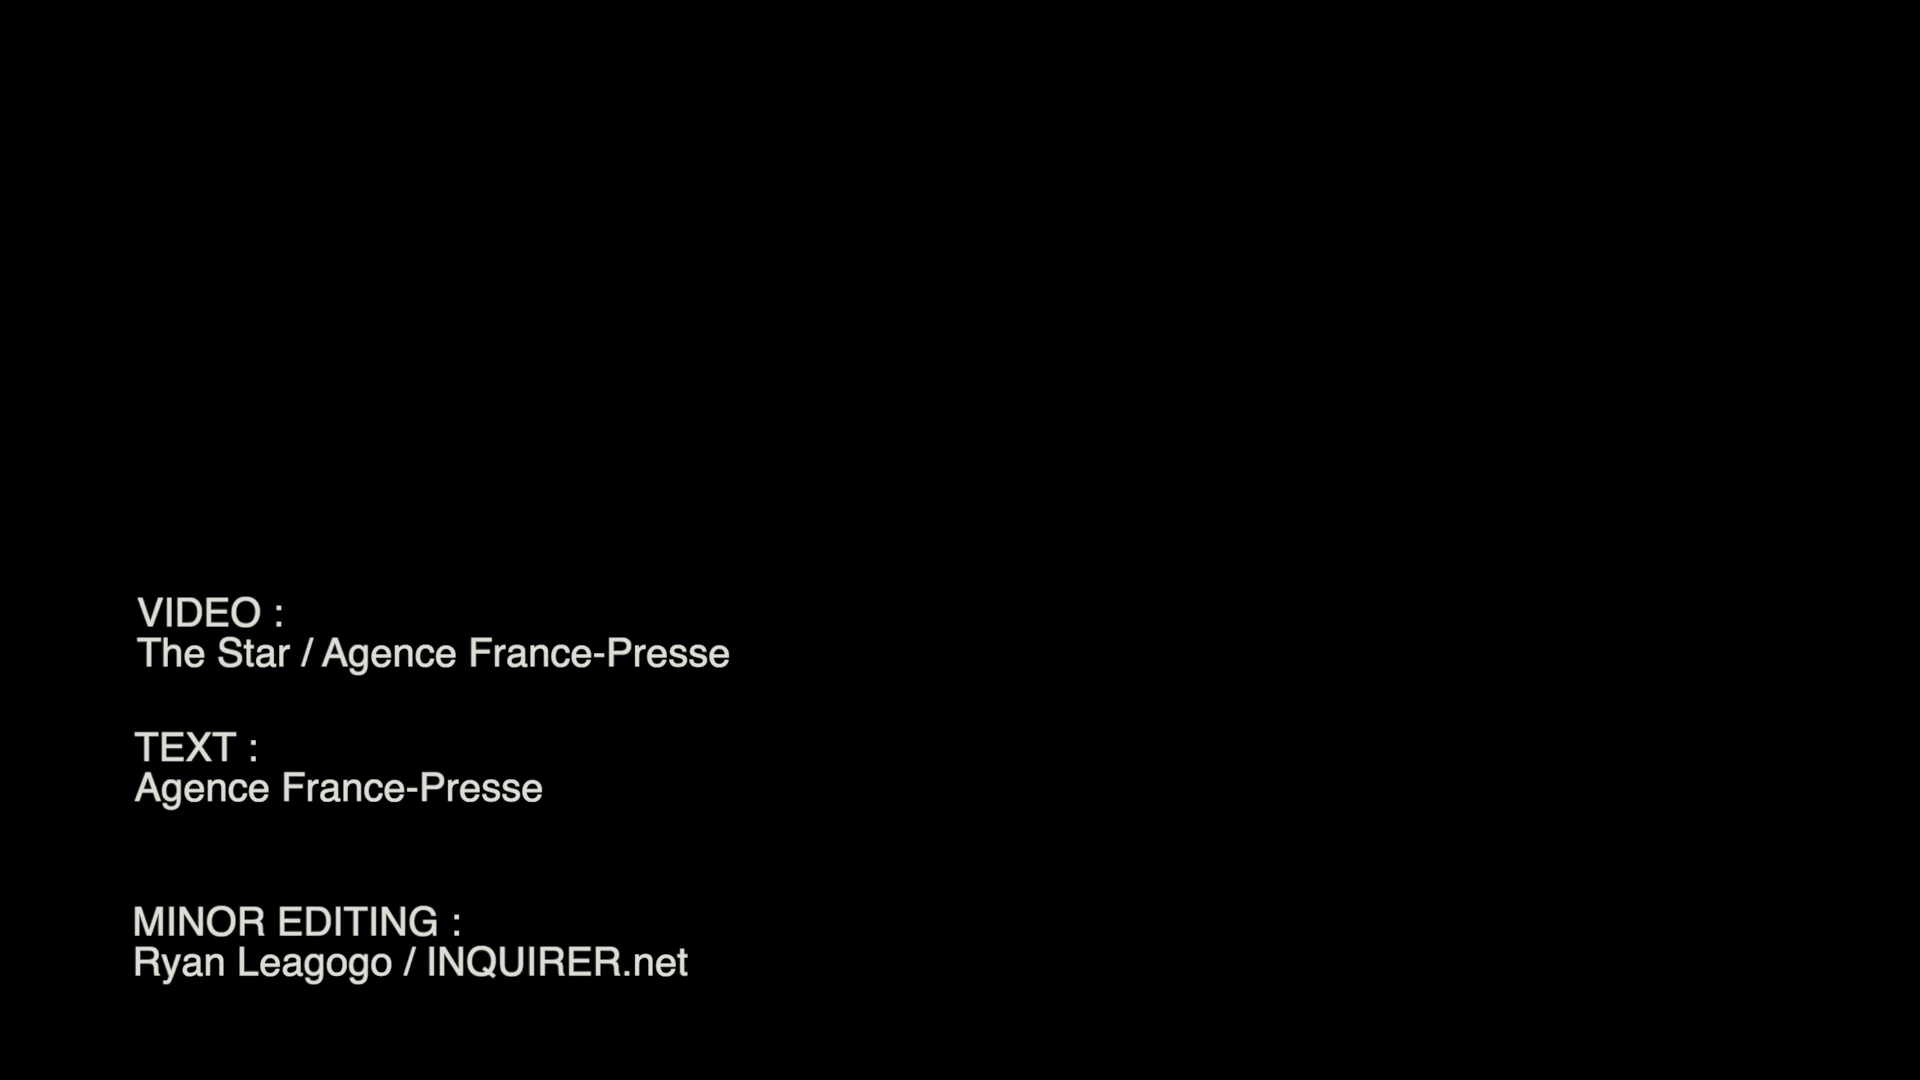 VIDEO :
The Star / Agence France-Presse
TEXT :
Agence France-Presse
MINOR EDITING :
Ryan Leagogo / INQUIRER.net